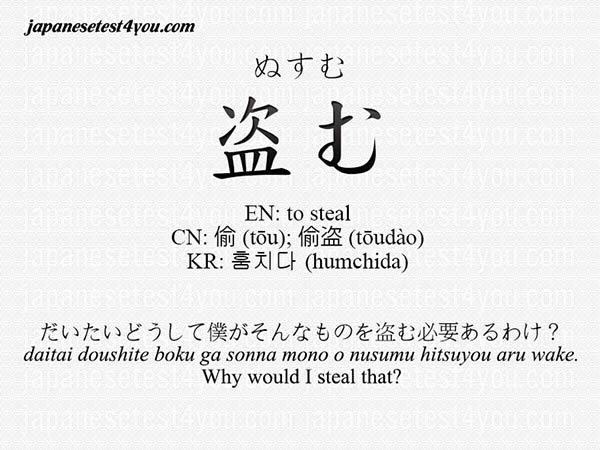 japanesetest4you.com
ぬすむ
盗む
EN: to steal
CN: 偷 (tōu); 偷盗 (tōudào)
KR: 훔치다 (humchida)
だいたいどうして僕がそんなものを盗む必要あるわけ？
daitai doushite boku ga sonna mono o nusumu hitsuyou aru wake.
Why would I steal that?